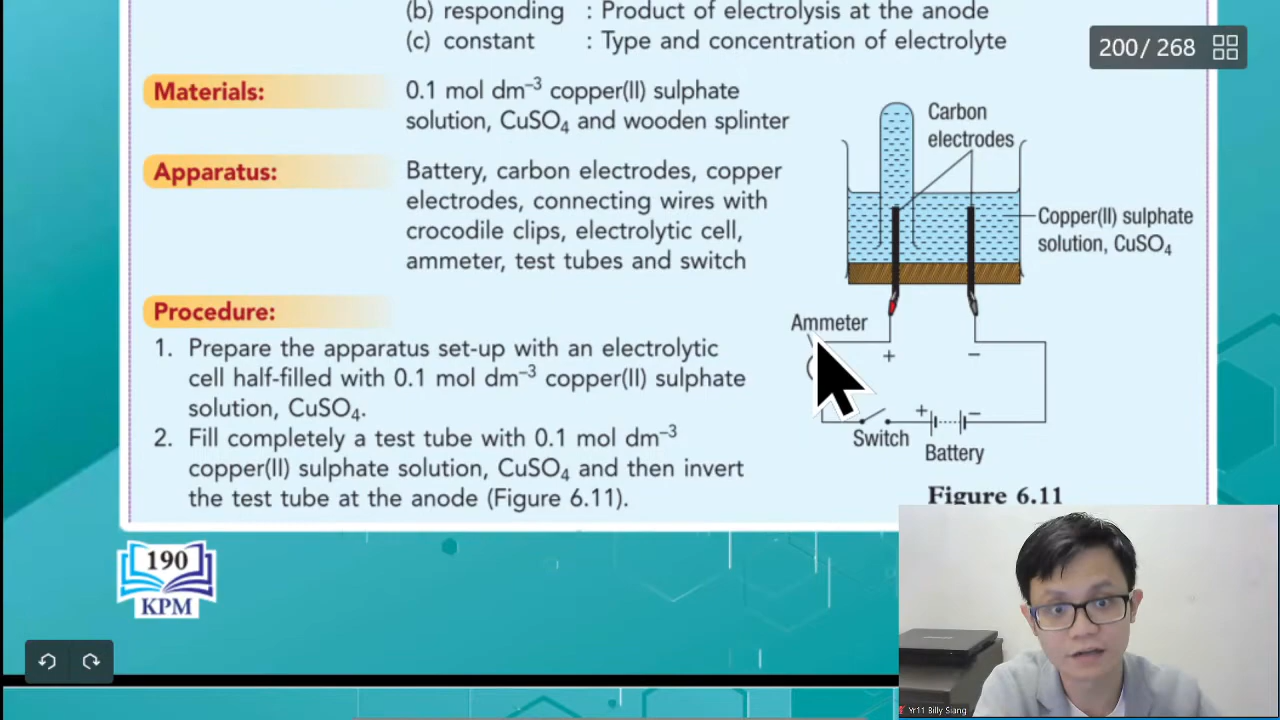 (b) responding : Product of electrolysis at the anode
(c) constant : Type and concentration of electrolyte
200/ 268
Materials: 0.1 mol dm⁻³ copper(II) sulphate
solution, CuSO₄ and wooden splinter
Apparatus: Battery, carbon electrodes, copper
electrodes, connecting wires with
crocodile clips, electrolytic cell,
ammeter, test tubes and switch
Procedure:
1. Prepare the apparatus set-up with an electrolytic
cell half-filled with 0.1 mol dm⁻³ copper(II) sulphate
solution, CuSO₄.
2. Fill completely a test tube with 0.1 mol dm⁻³
copper(II) sulphate solution, CuSO₄ and then invert
the test tube at the anode (Figure 6.11).
Carbon
electrodes
Copper(II) sulphate
solution, CuSO₄
Ammeter
+ −
+ −
Switch
Battery
Figure 6.11
190
KPM
Yr11 Billy Siang